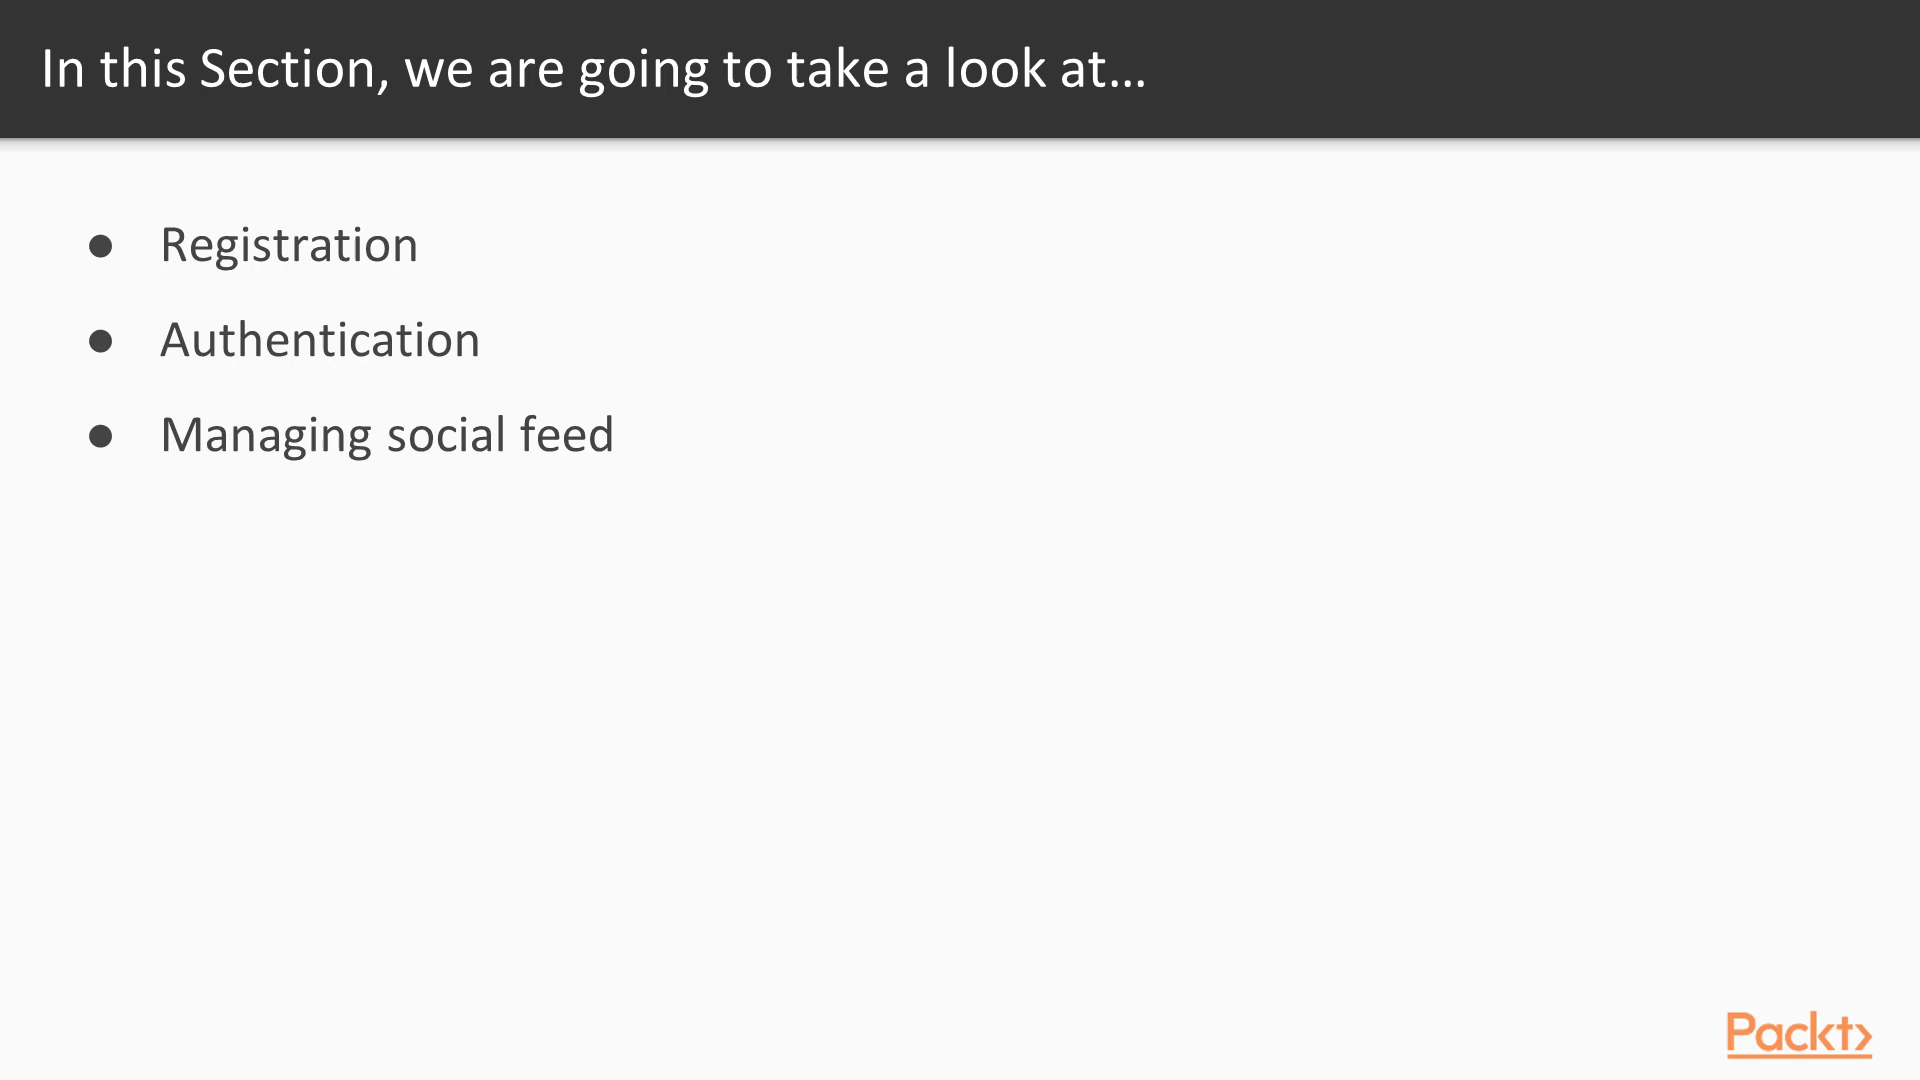 In this Section, we are going to take a look at...
● Registration
● Authentication
● Managing social feed
Packt>